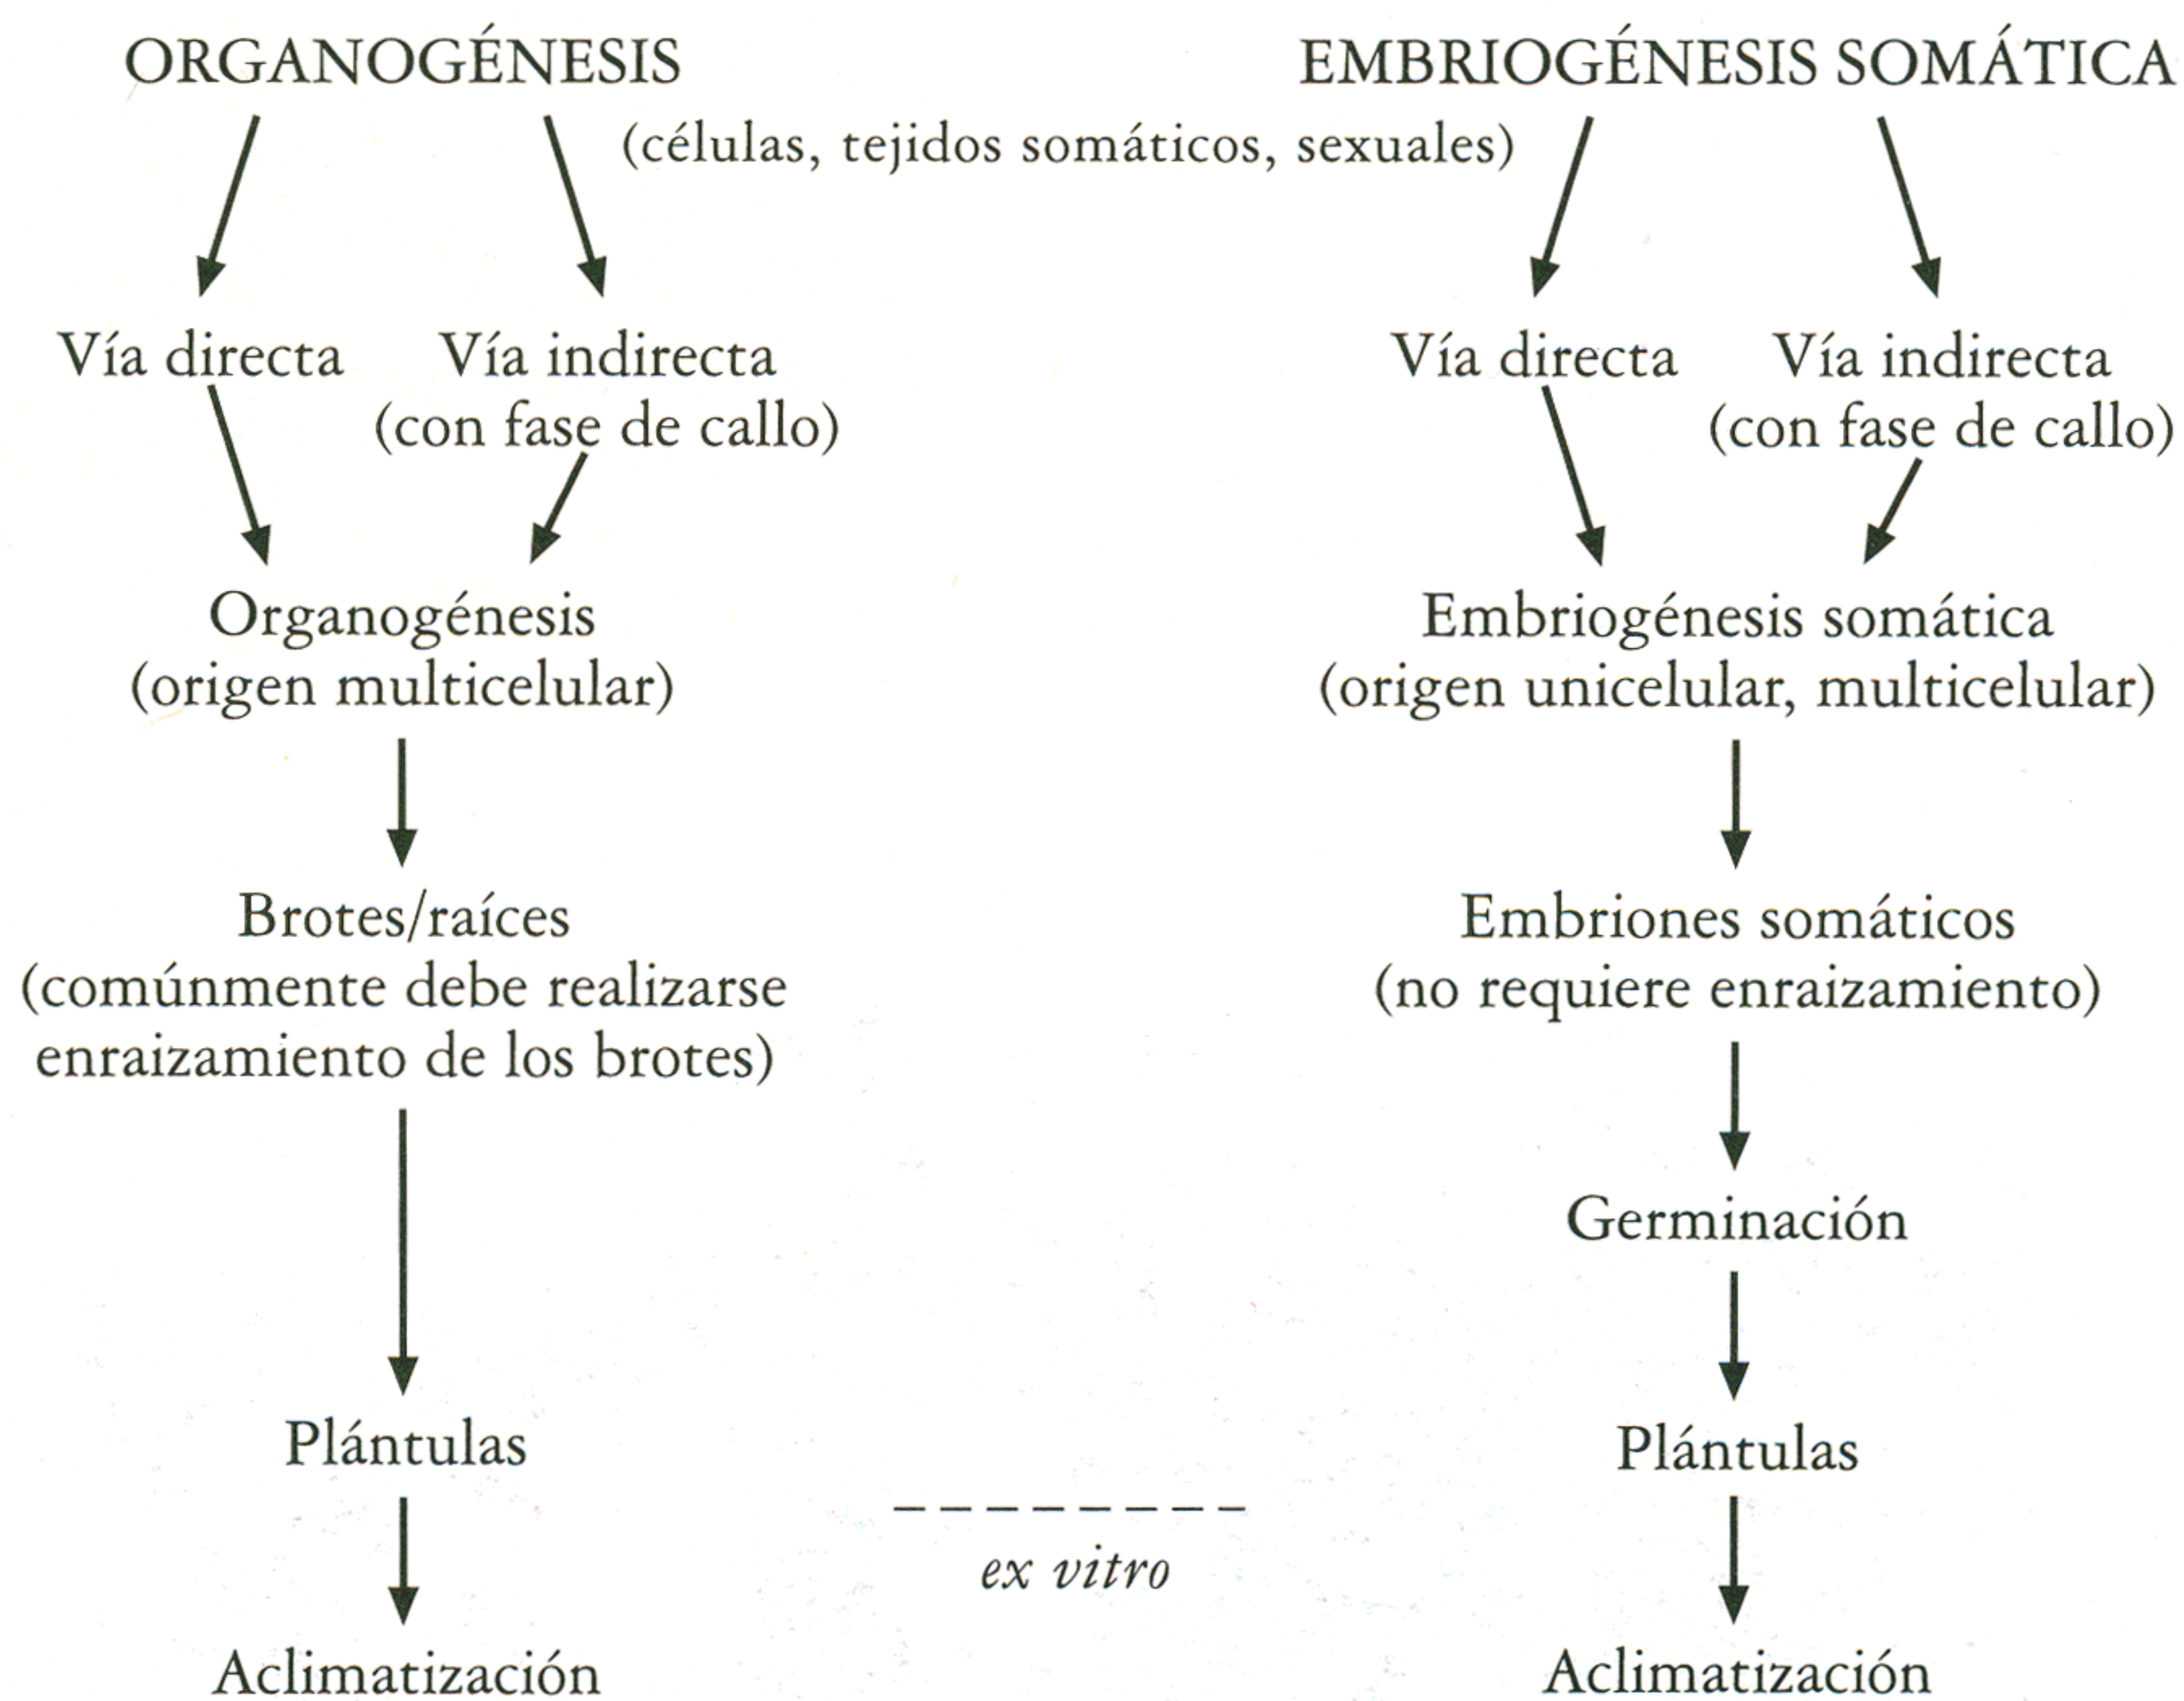 ORGANOGÉNESIS
EMBRIOGÉNESIS SOMÁTICA
(células, tejidos somáticos, sexuales)
Vía directa
Vía indirecta
(con fase de callo)
Vía directa
Vía indirecta
(con fase de callo)
Organogénesis
(origen multicelular)
Embriogénesis somática
(origen unicelular, multicelular)
Brotes/raíces
(comúnmente debe realizarse
enraizamiento de los brotes)
Embriones somáticos
(no requiere enraizamiento)
Germinación
Plántulas
Plántulas
ex vitro
Aclimatización
Aclimatización